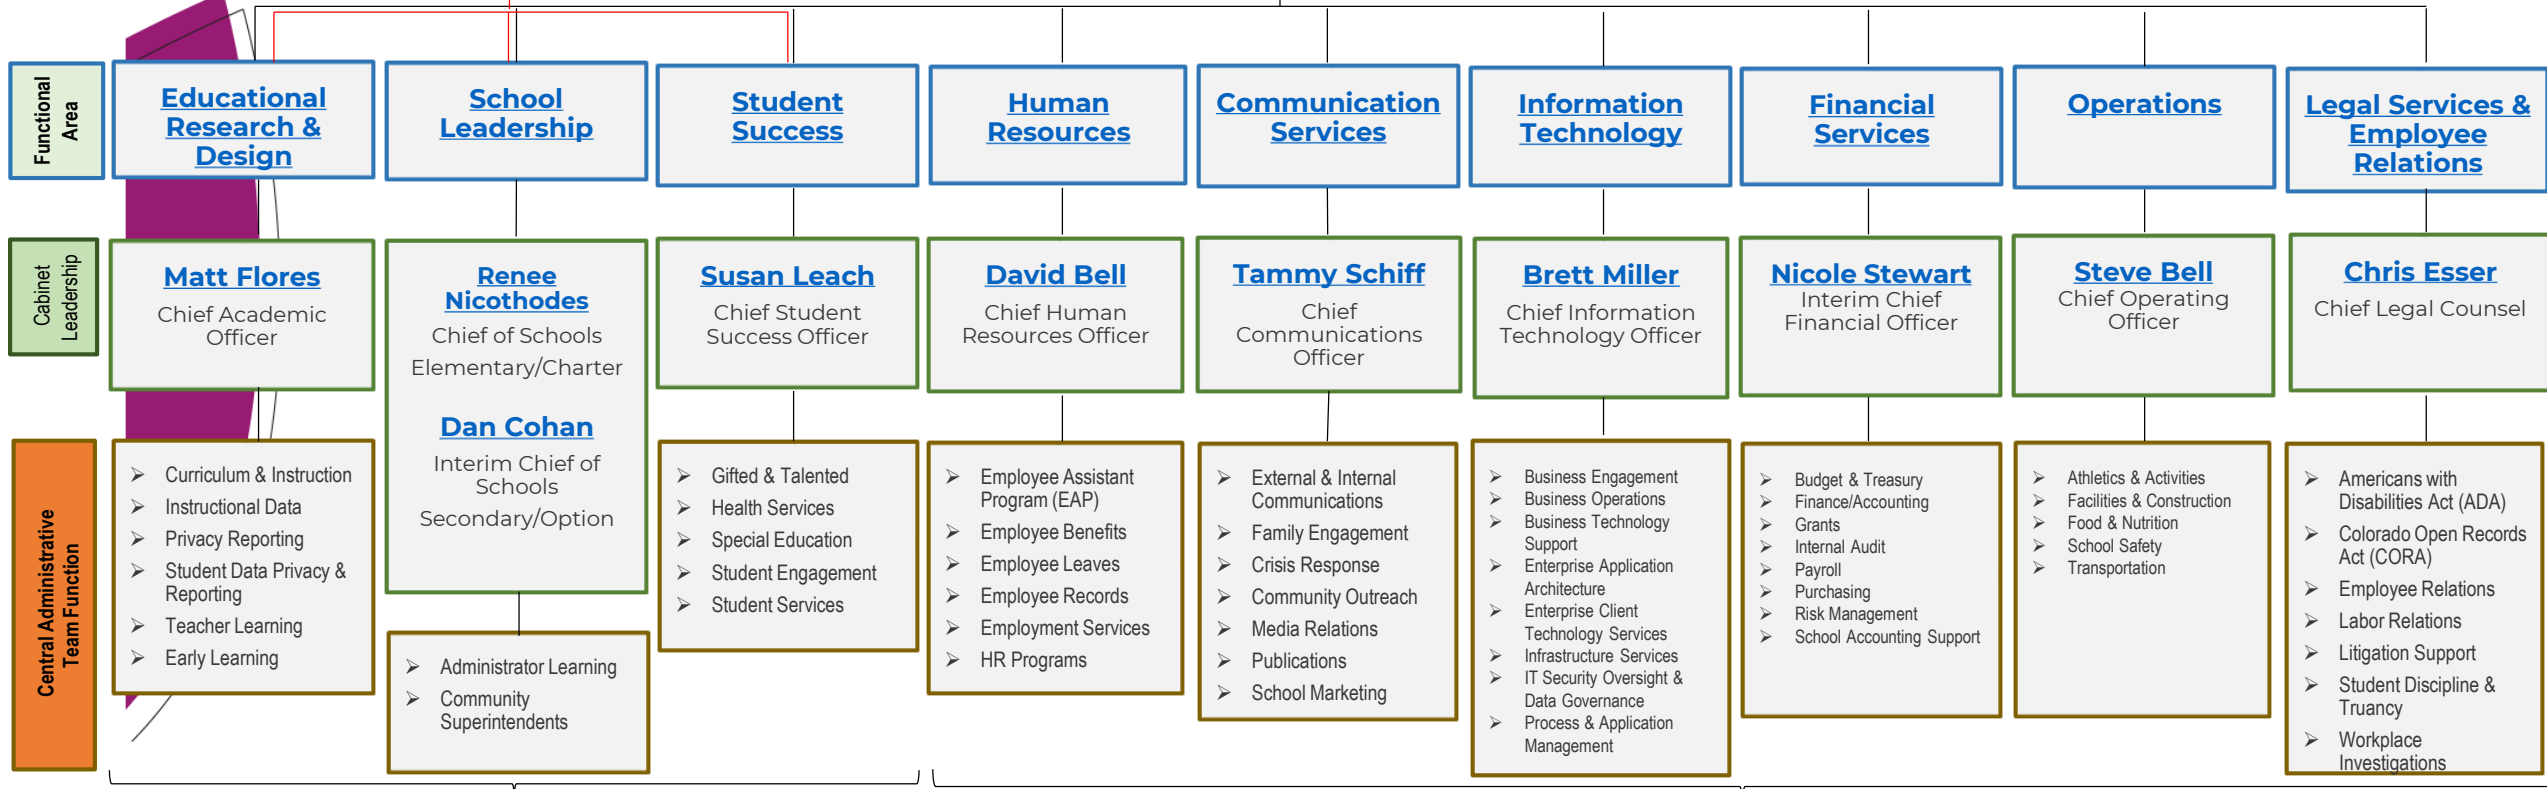 Functional
Area
Educational
Research &
Design
School
Leadership
Student
Success
Human
Resources
Communication
Services
Information
Technology
Financial
Services
Operations
Legal Services &
Employee
Relations
Cabinet
Leadership
Matt Flores
Chief Academic
Officer
Renee
Nicothodes
Chief of Schools
Elementary/Charter
Dan Cohan
Interim Chief of
Schools
Secondary/Option
Susan Leach
Chief Student
Success Officer
David Bell
Chief Human
Resources Officer
Tammy Schiff
Chief
Communications
Officer
Brett Miller
Chief Information
Technology Officer
Nicole Stewart
Interim Chief
Financial Officer
Steve Bell
Chief Operating
Officer
Chris Esser
Chief Legal Counsel
Central Administrative
Team Function
➢ Curriculum & Instruction
➢ Instructional Data
➢ Privacy Reporting
➢ Student Data Privacy &
Reporting
➢ Teacher Learning
➢ Early Learning
➢ Administrator Learning
➢ Community
Superintendents
➢ Gifted & Talented
➢ Health Services
➢ Special Education
➢ Student Engagement
➢ Student Services
➢ Employee Assistant
Program (EAP)
➢ Employee Benefits
➢ Employee Leaves
➢ Employee Records
➢ Employment Services
➢ HR Programs
➢ External & Internal
Communications
➢ Family Engagement
➢ Crisis Response
➢ Community Outreach
➢ Media Relations
➢ Publications
➢ School Marketing
➢ Business Engagement
➢ Business Operations
➢ Business Technology
Support
➢ Enterprise Application
Architecture
➢ Enterprise Client
Technology Services
➢ Infrastructure Services
➢ IT Security Oversight &
Data Governance
➢ Process & Application
Management
➢ Budget & Treasury
➢ Finance/Accounting
➢ Grants
➢ Internal Audit
➢ Payroll
➢ Purchasing
➢ Risk Management
➢ School Accounting Support
➢ Athletics & Activities
➢ Facilities & Construction
➢ Food & Nutrition
➢ School Safety
➢ Transportation
➢ Americans with
Disabilities Act (ADA)
➢ Colorado Open Records
Act (CORA)
➢ Employee Relations
➢ Labor Relations
➢ Litigation Support
➢ Student Discipline &
Truancy
➢ Workplace
Investigations